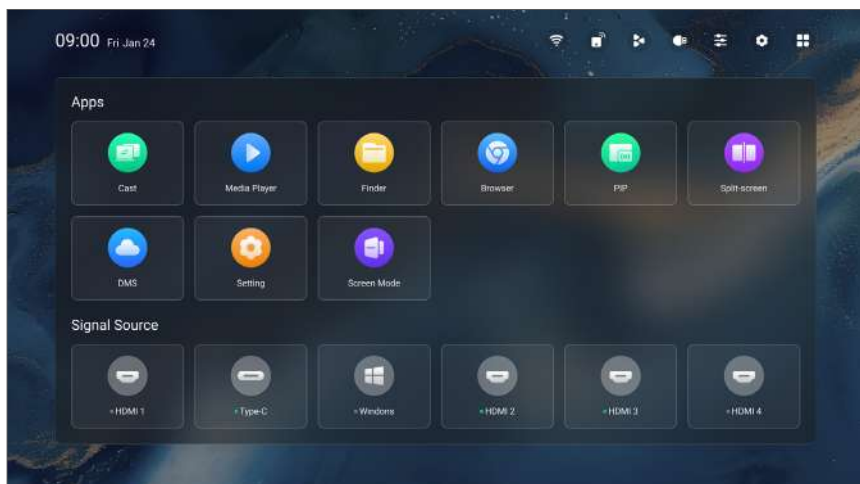 09:00 Fri Jan 24
Apps
Cast
Media Player
Finder
Browser
PIP
Split-screen
DMS
Setting
Screen Mode
Signal Source
HDMI 1
Type-C
Windons
HDMI 2
HDMI 3
HDMI 4